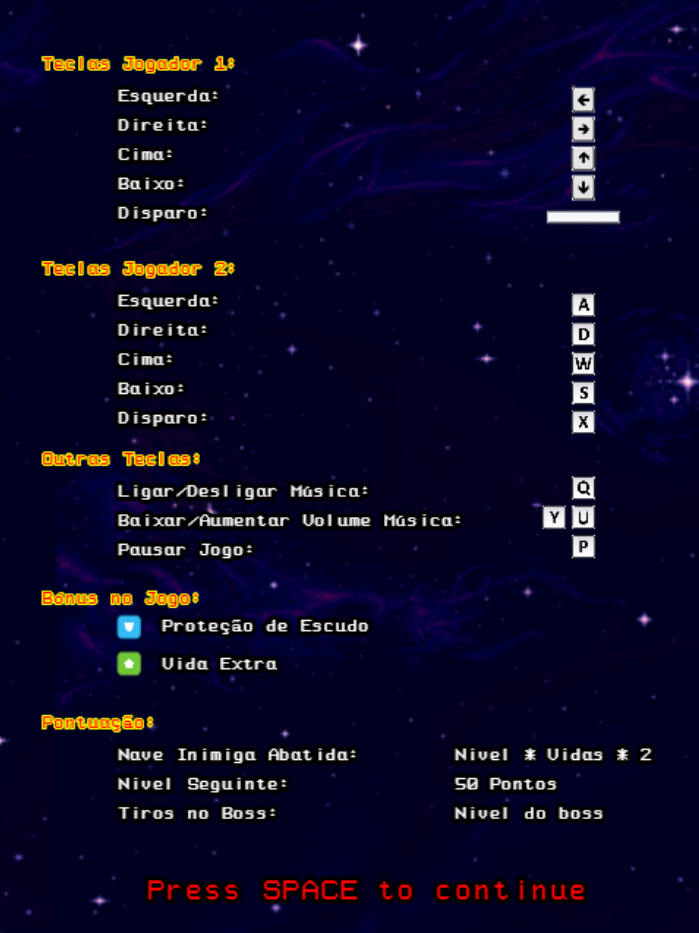 Teclas Jogador 1:
Esquerda: ←
Direita: →
Cima: ↑
Baixo: ↓
Disparo:
Teclas Jogador 2:
Esquerda: A
Direita: D
Cima: W
Baixo: S
Disparo: X
Outras Teclas:
Ligar/Desligar Música: Q
Baixar/Aumentar Volume Música: Y U
Pausar Jogo: P
Bónus no Jogo:
Proteção de Escudo
Vida Extra
Pontuação:
Nave Inimiga Abatida: Nivel * Vidas * 2
Nivel Seguinte: 50 Pontos
Tiros no Boss: Nivel do boss
Press SPACE to continue